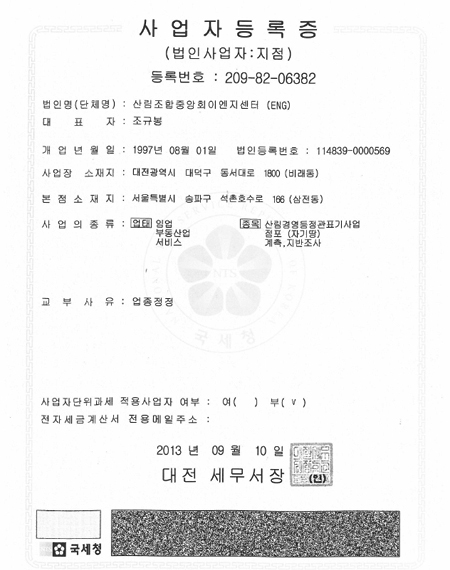 사업자등록증
(법인사업자:지점)
등록번호 : 209-82-06382
법인명(단체명) : 산림조합중앙회이엔지센터 (ENG)
대 표 자 : 조규봉
개 업 년 월 일 : 1997년 08월 01일 법인등록번호 : 114839-0000569
사업장 소재지 : 대전광역시 대덕구 동서대로 1800 (비래동)
본 점 소 재 지 : 서울특별시 송파구 석촌호수로 166 (삼전동)
사 업 의 종 류 : 업태 임업 종목 산림경영등정관표기사업
부동산업 점포 (자기땅)
서비스 계측,지반조사
NTS
국세청
교 부 사 유 : 업종정정
사업자단위과세 적용사업자 여부 : 여( ) 부( v )
전자세금계산서 전용메일주소 :
2013 년 09 월 10 일
대전 세무서장 (인)
국세청